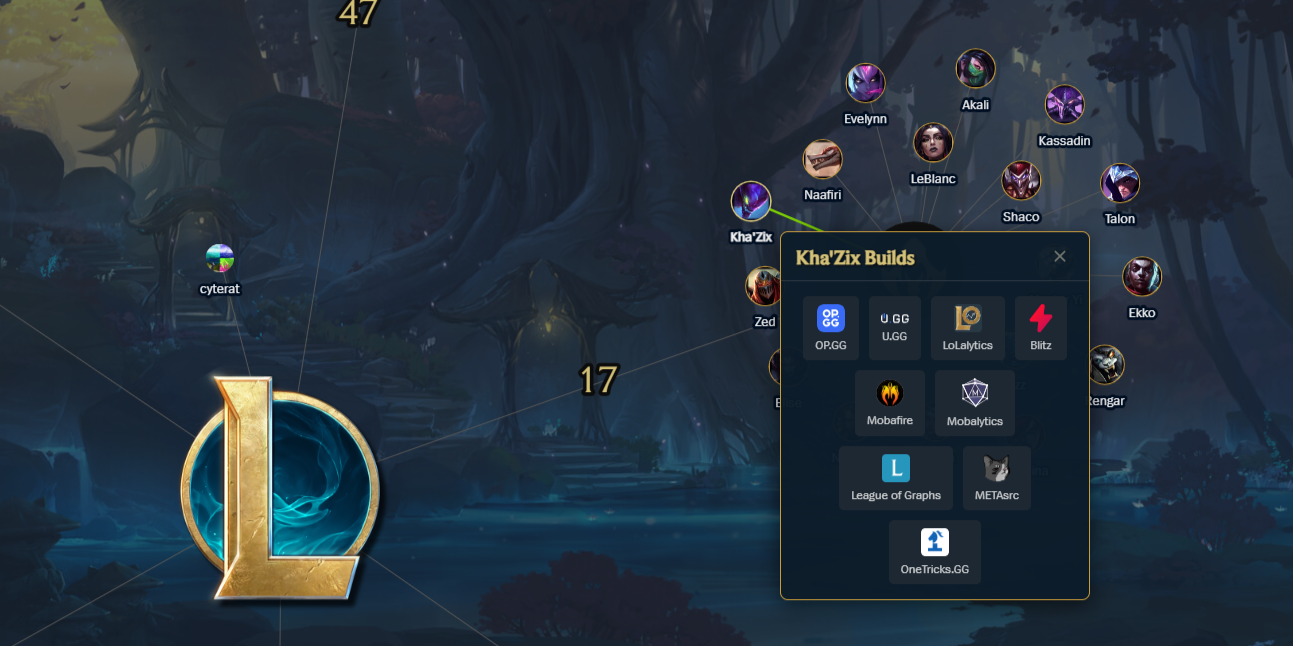 47
Akali
Evelynn
Kassadin
LeBlanc
Naafiri
Shaco
Talon
Kha'Zix
cyterat
Zed
Ekko
17
Kha'Zix Builds
OP.GG
U.GG
U.GG
LoLalytics
Blitz
Mobafire
Mobalytics
L
League of Graphs
METAsrc
OneTricks.GG